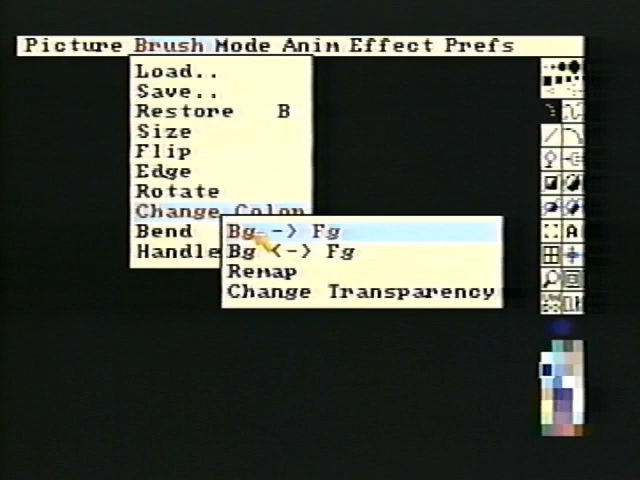 Picture Brush Mode Anim Effect Prefs
Load..
Save..
Restore B
Size
Flip
Edge
Rotate
Change Color
Bend
Handle
Bg -> Fg
Bg <-> Fg
Remap
Change Transparency
A